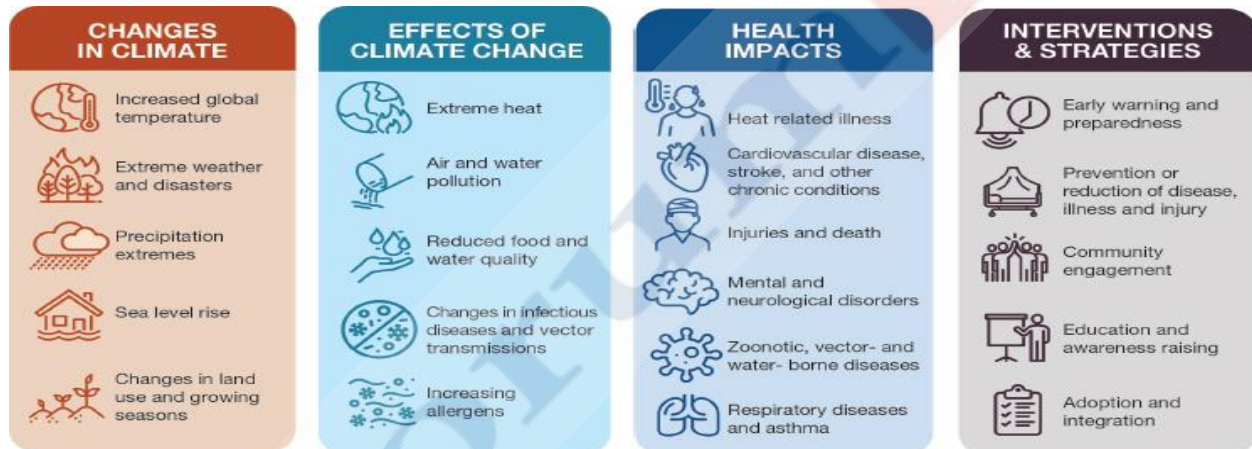 CHANGES
IN CLIMATE
Increased global
temperature
Extreme weather
and disasters
Precipitation
extremes
Sea level rise
Changes in land
use and growing
seasons
EFFECTS OF
CLIMATE CHANGE
Extreme heat
Air and water
pollution
Reduced food and
water quality
Changes in infectious
diseases and vector
transmissions
Increasing
allergens
HEALTH
IMPACTS
Heat related illness
Cardiovascular disease,
stroke, and other
chronic conditions
Injuries and death
Mental and
neurological disorders
Zoonotic, vector- and
water- borne diseases
Respiratory diseases
and asthma
INTERVENTIONS
& STRATEGIES
Early warning and
preparedness
Prevention or
reduction of disease,
illness and injury
Community
engagement
Education and
awareness raising
Adoption and
integration